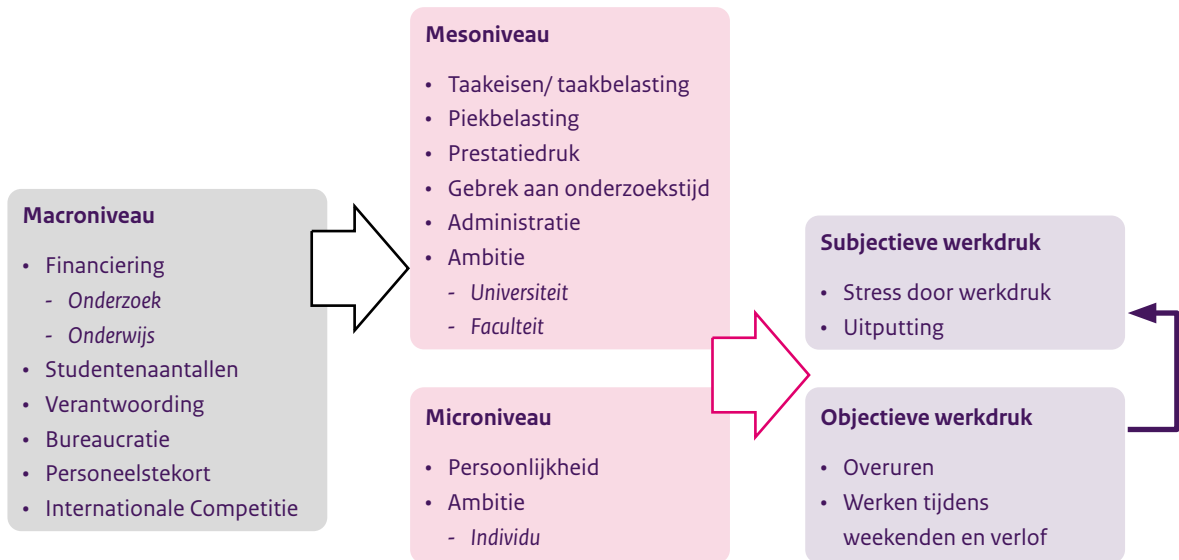 Macroniveau
• Financiering
- Onderzoek
- Onderwijs
• Studentenaantallen
• Verantwoording
• Bureaucratie
• Personeelstekort
• Internationale Competitie
Mesoniveau
• Taakeisen/ taakbelasting
• Piekbelasting
• Prestatiedruk
• Gebrek aan onderzoekstijd
• Administratie
• Ambitie
- Universiteit
- Faculteit
Microniveau
• Persoonlijkheid
• Ambitie
- Individu
Subjectieve werkdruk
• Stress door werkdruk
• Uitputting
Objectieve werkdruk
• Overuren
• Werken tijdens
weekenden en verlof